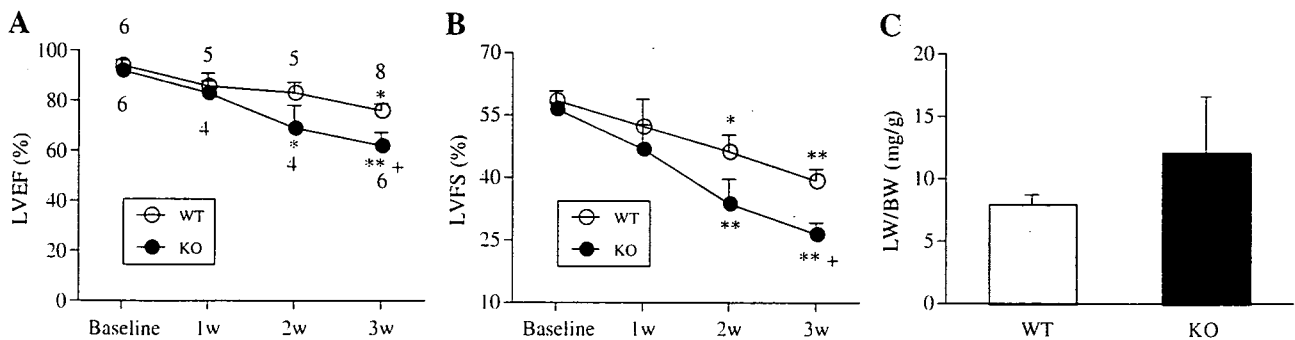 A
LVEF (%)
100
80
60
40
20
0
6
5
5
8
*
6
4
*
4
** +
6
WT
KO
Baseline 1w 2w 3w
B
LVFS (%)
70
55
40
25
10
*
**
**
** +
WT
KO
Baseline 1w 2w 3w
C
LW/BW (mg/g)
20
15
10
5
0
WT KO